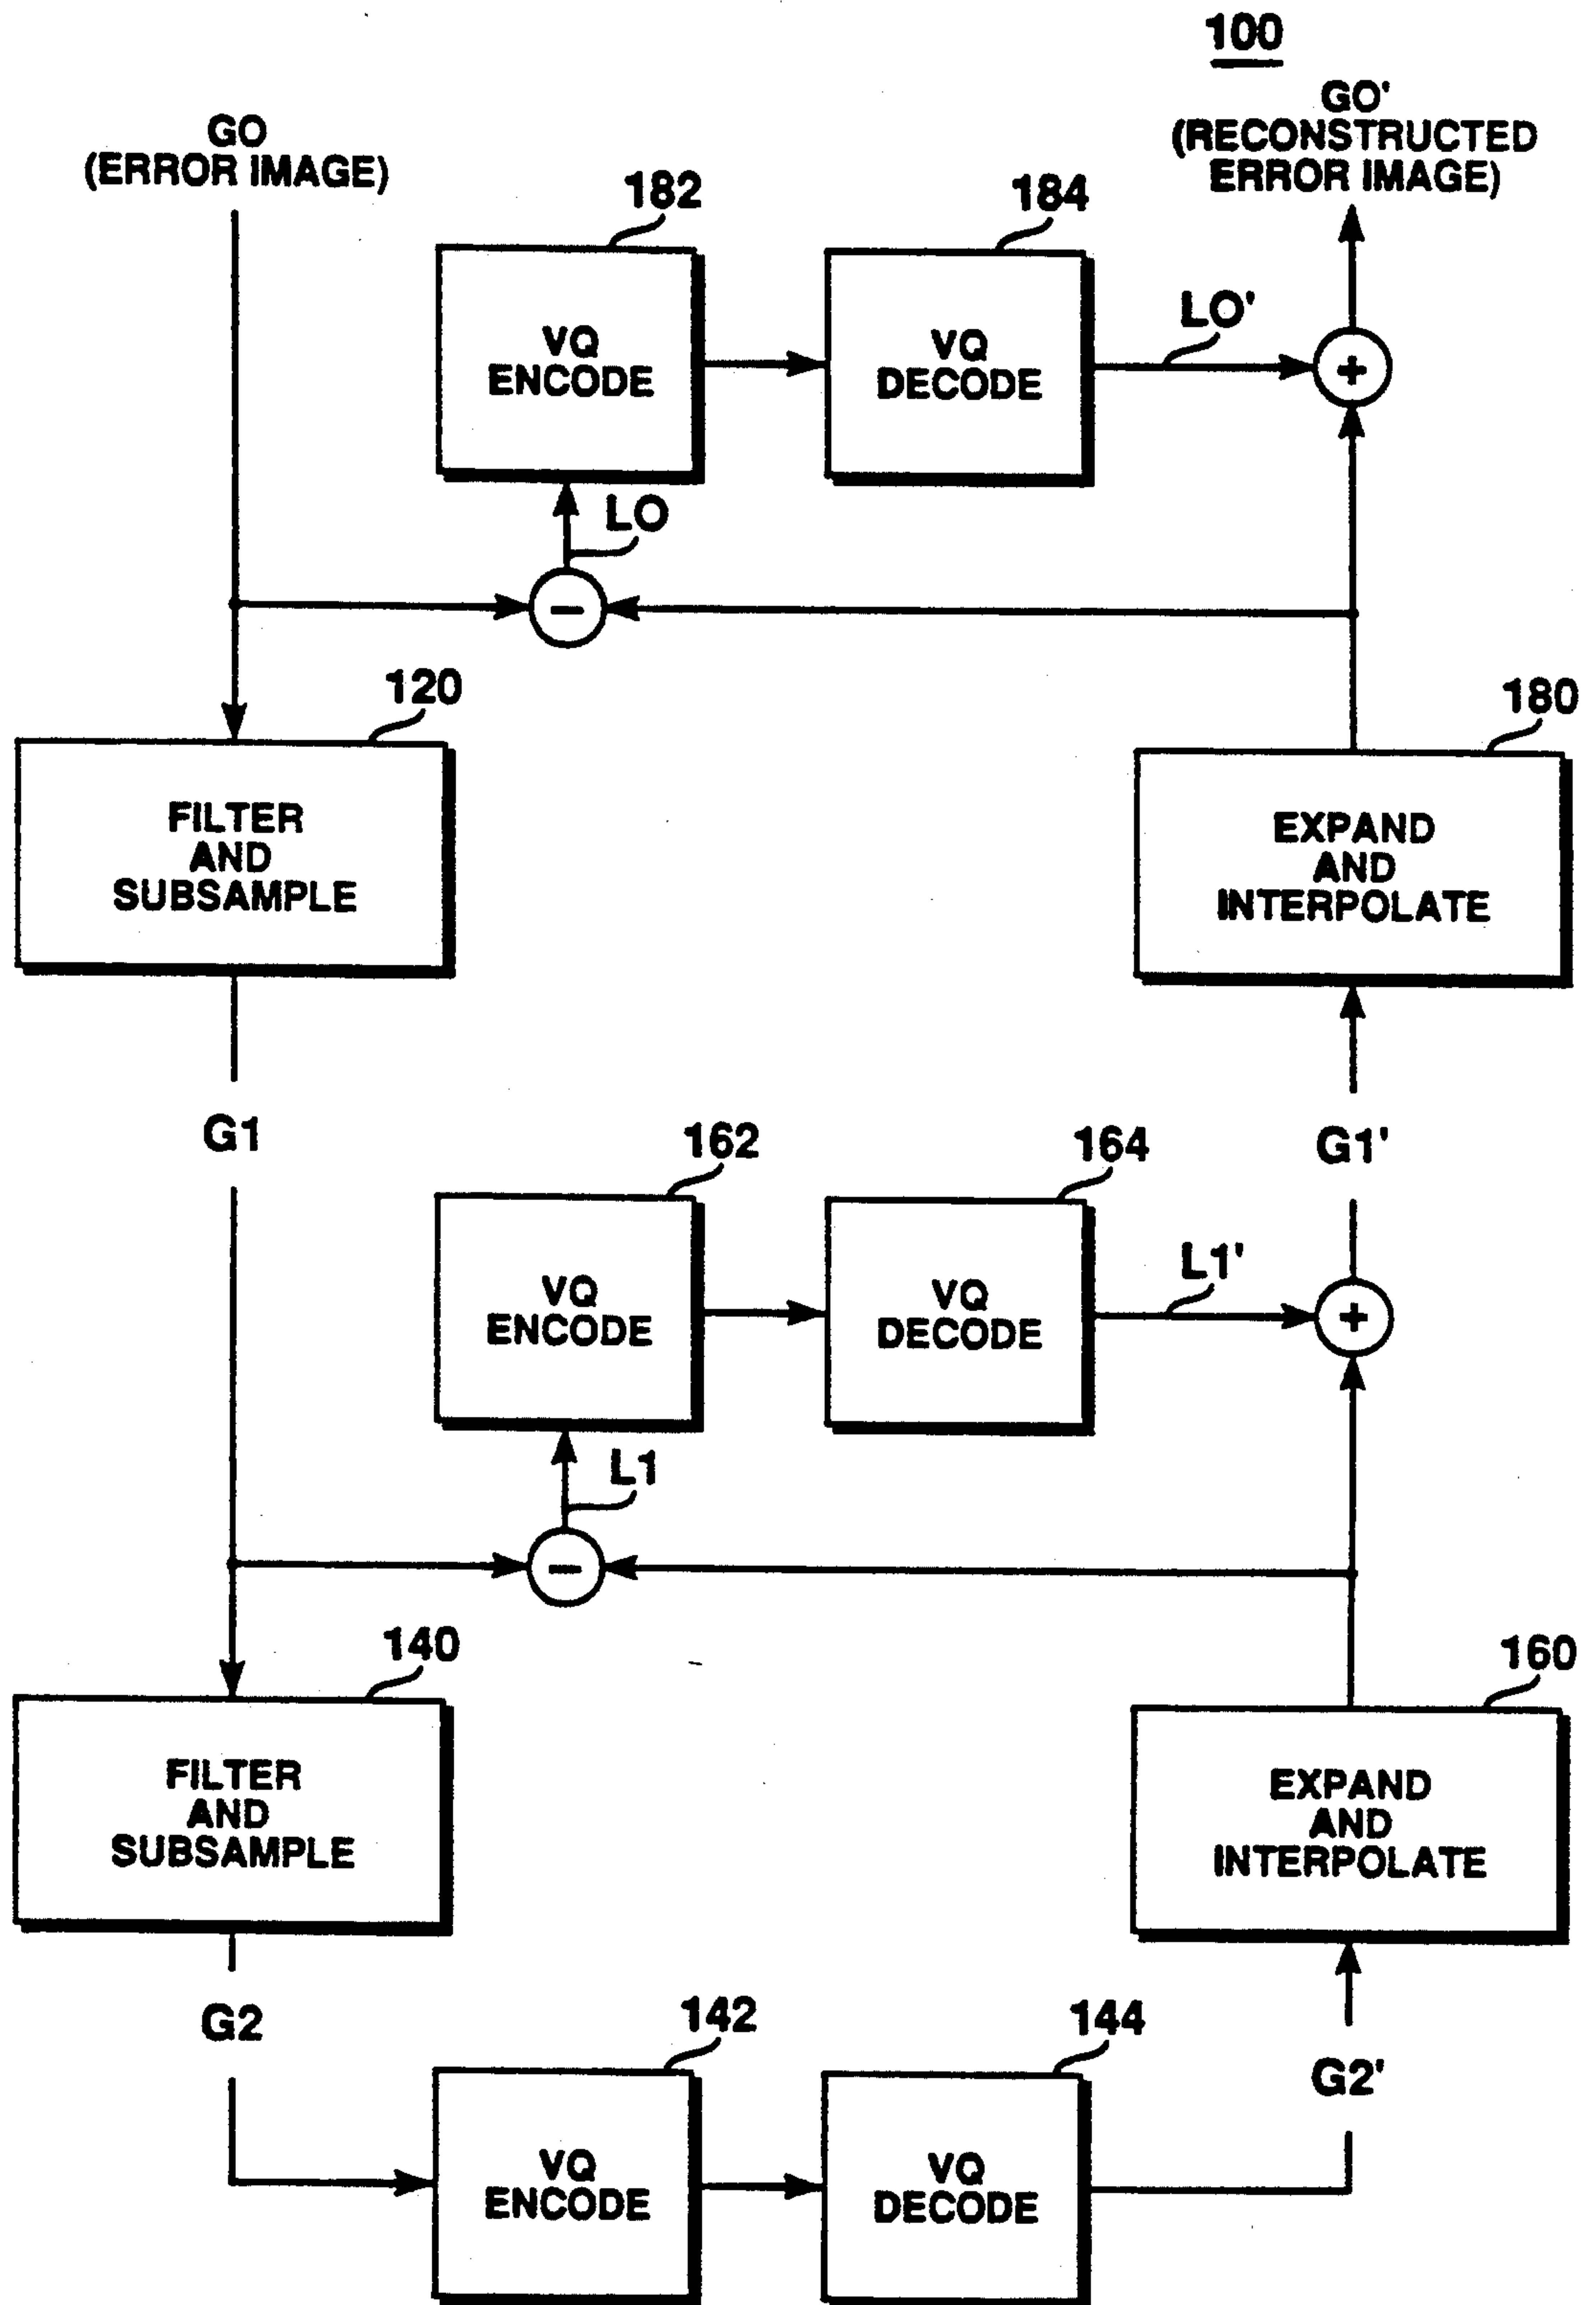 100
GO
(ERROR IMAGE)
GO'
(RECONSTRUCTED
ERROR IMAGE)
182
184
VQ
ENCODE
VQ
DECODE
LO'
+
LO
−
120
180
FILTER
AND
SUBSAMPLE
EXPAND
AND
INTERPOLATE
G1
G1'
162
164
VQ
ENCODE
VQ
DECODE
L1'
+
L1
−
140
160
FILTER
AND
SUBSAMPLE
EXPAND
AND
INTERPOLATE
G2
G2'
142
144
VQ
ENCODE
VQ
DECODE